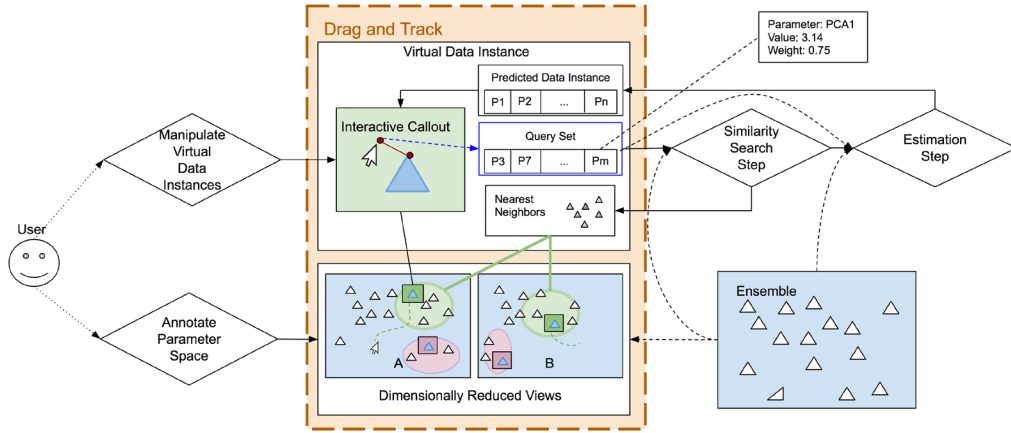 Drag and Track
Virtual Data Instance
Parameter: PCA1
Value: 3.14
Weight: 0.75
Predicted Data Instance
P1 P2 ... Pn
Interactive Callout
Query Set
P3 P7 ... Pm
Manipulate
Virtual
Data
Instances
Similarity
Search
Step
Estimation
Step
Nearest
Neighbors
User
Annotate
Parameter
Space
A
B
Dimensionally Reduced Views
Ensemble